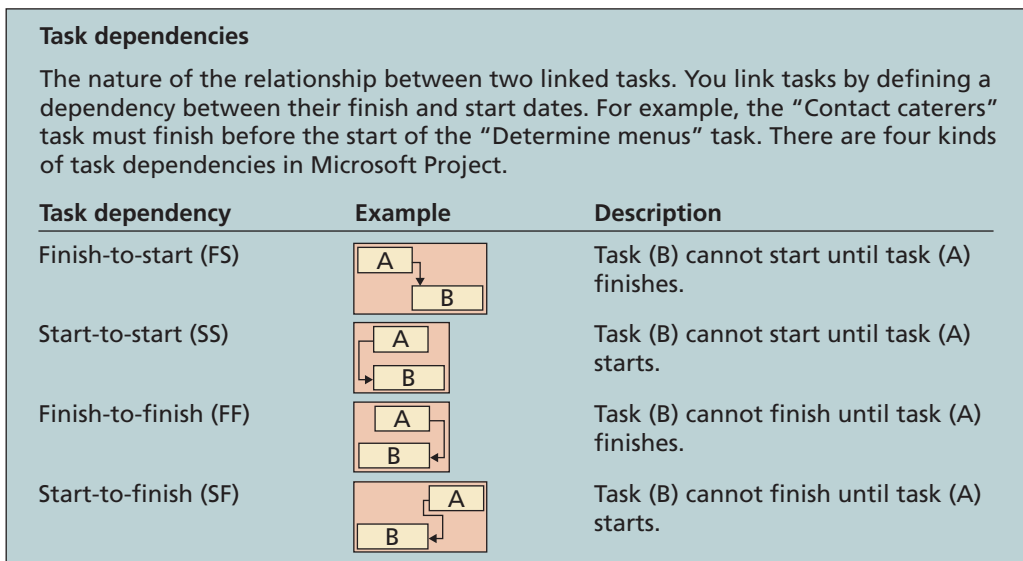 Task dependencies
The nature of the relationship between two linked tasks. You link tasks by defining a
dependency between their finish and start dates. For example, the “Contact caterers”
task must finish before the start of the “Determine menus” task. There are four kinds
of task dependencies in Microsoft Project.
Task dependency Example Description
Finish-to-start (FS) A B Task (B) cannot start until task (A)
finishes.
Start-to-start (SS) A B Task (B) cannot start until task (A)
starts.
Finish-to-finish (FF) A B Task (B) cannot finish until task (A)
finishes.
Start-to-finish (SF) A B Task (B) cannot finish until task (A)
starts.